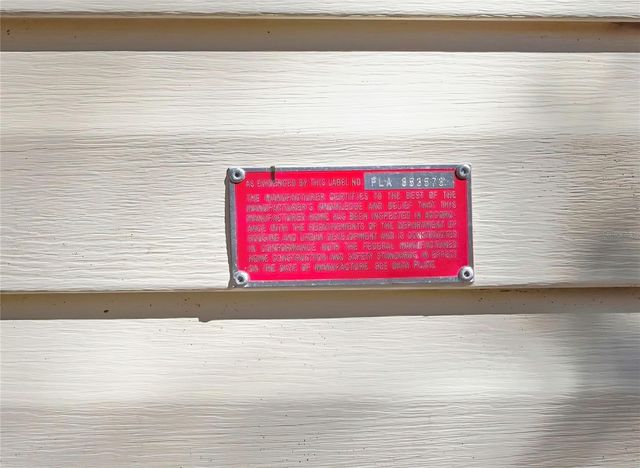 AS EVIDENCED BY THIS LABEL NO. FLA
THE MANUFACTURER CERTIFIES TO THE BEST OF THE
MANUFACTURER'S KNOWLEDGE AND BELIEF THAT THIS
MANUFACTURED HOME HAS BEEN INSPECTED IN ACCORD-
ANCE WITH THE REQUIREMENTS OF THE DEPARTMENT OF
HOUSING AND URBAN DEVELOPMENT AND IS CONSTRUCTED
IN CONFORMANCE WITH THE FEDERAL MANUFACTURED
HOME CONSTRUCTION AND SAFETY STANDARDS IN EFFECT
ON THE DATE OF MANUFACTURE. SEE DATA PLATE.